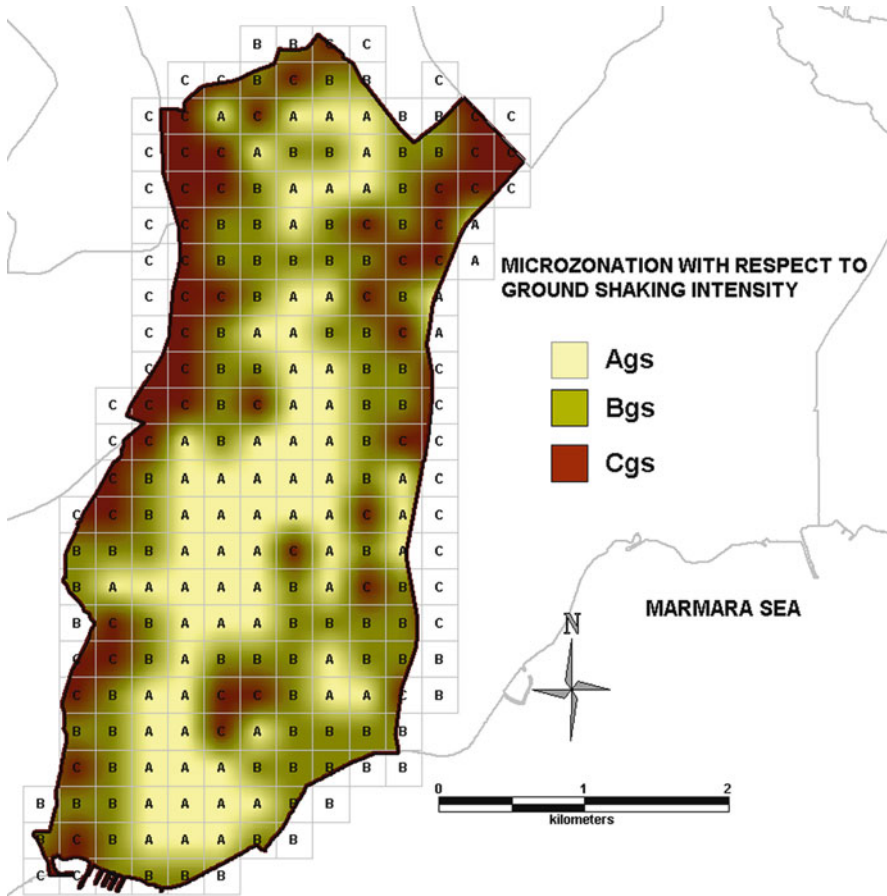 B B C
C C B C B B C
C C A C A A A B B C C
C C C A B B A B B C C
C C C B A A A B C C C
C C B B A B C B C A
C C B B B B B C C A
C C C B A A C B A
C C B A A B B C A
C C B B A A B B C
C C C B C A A B B C
C C A B A A A B C C
C B A A A A A B A C
C C B A A A A A C A C
B B B A A A C A B A C
B A A A A A B A C B C
B C B A A A B B B B C
C C B A B B B A B B B
C B A A C C B A A C B
B B A A C A B B B B
C B A A A B B B B B
B B B A A A A B B
B C B A A A B B
C C B B B B
MICROZONATION WITH RESPECT TO
GROUND SHAKING INTENSITY
Ags
Bgs
Cgs
MARMARA SEA
N
0 1 2
kilometers